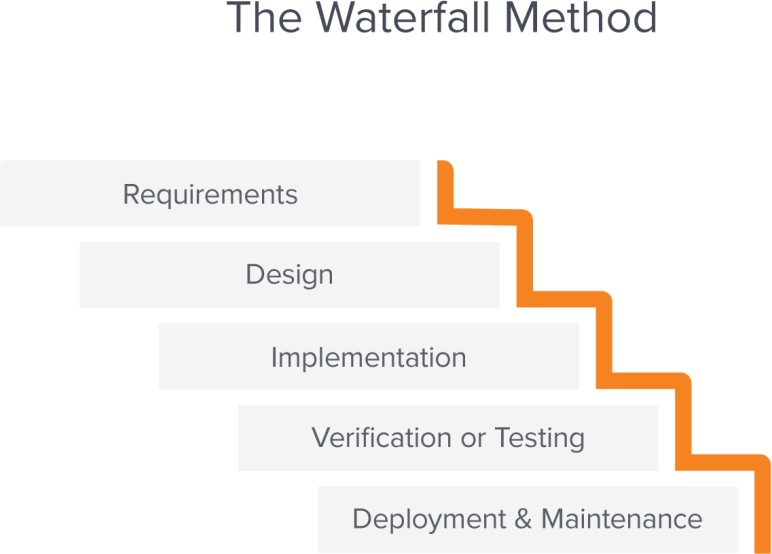 The Waterfall Method
Requirements
Design
Implementation
Verification or Testing
Deployment & Maintenance